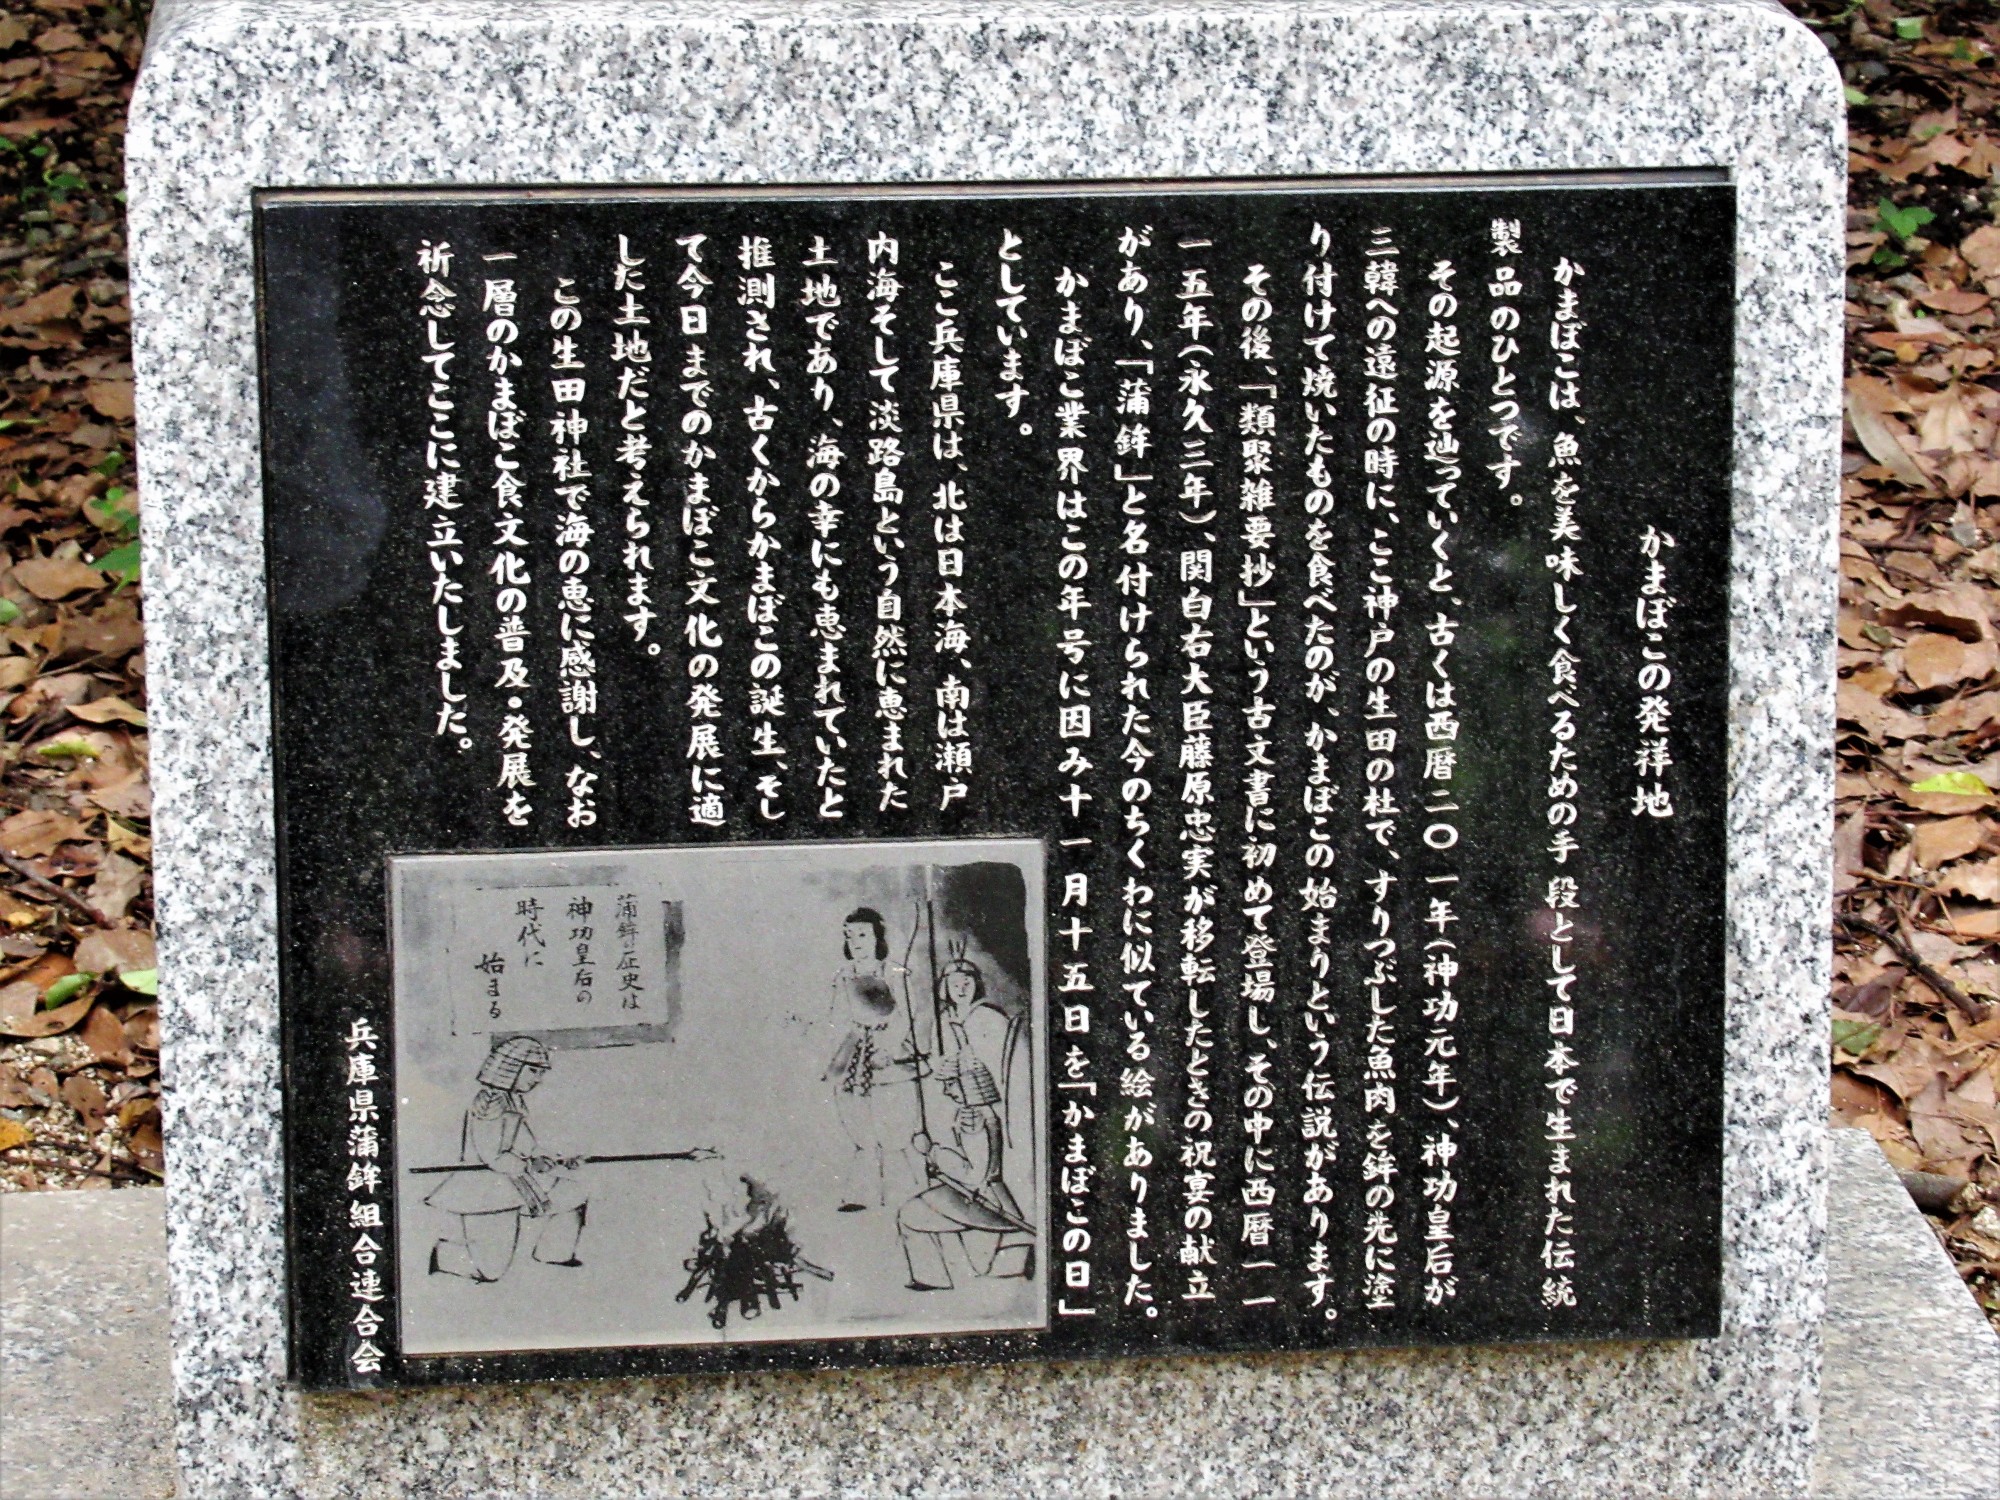 かまぼこの発祥地
かまぼこは、魚を美味しく食べるための手段として日本で生まれた伝統
製品のひとつです。
その起源を辿っていくと、古くは西暦二〇一年(神功元年)、神功皇后が
三韓への遠征の時に、ここ神戸の生田の杜で、すりつぶした魚肉を鉾の先に塗
り付けて焼いたものを食べたのが、かまぼこの始まりという伝説があります。
その後、「類聚雑要抄」という古文書に初めて登場し、その中に西暦一一
一五年(永久三年)、関白右大臣藤原忠実が移転したときの祝宴の献立
があり、「蒲鉾」と名付けられた今のちくわに似ている絵がありました。
かまぼこ業界はこの年号に因み十一月十五日を「かまぼこの日」
としています。
ここ兵庫県は、北は日本海、南は瀬戸
内海そして淡路島という自然に恵まれた
土地であり、海の幸にも恵まれていたと
推測され、古くからかまぼこの誕生、そし
て今日までのかまぼこ文化の発展に適
した土地だと考えられます。
この生田神社で海の恵に感謝し、なお
一層のかまぼこ食文化の普及・発展を
祈念してここに建立いたしました。
蒲鉾の歴史は
神功皇后の
時代に
始まる
兵庫県蒲鉾組合連合会